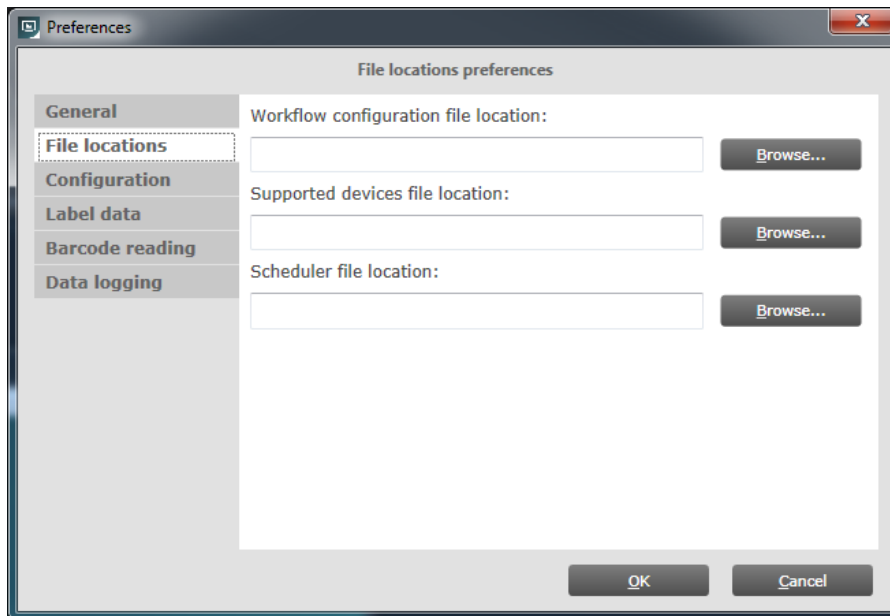 Preferences
File locations preferences
General
File locations
Configuration
Label data
Barcode reading
Data logging
Workflow configuration file location:
Browse...
Supported devices file location:
Browse...
Scheduler file location:
Browse...
OK
Cancel